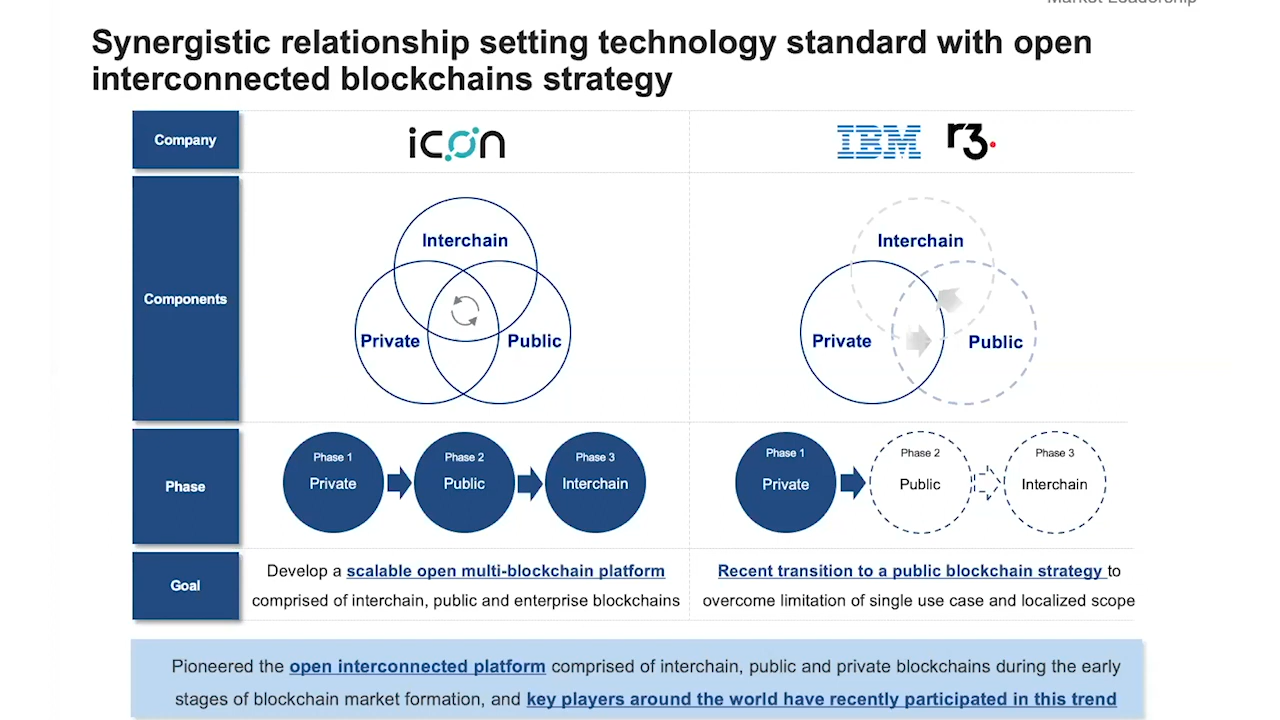 Market Leadership
Synergistic relationship setting technology standard with open
interconnected blockchains strategy
Company
icon
IBM r3.
Components
Interchain
Private
Public
Interchain
Private
Public
Phase
Phase 1
Private
Phase 2
Public
Phase 3
Interchain
Phase 1
Private
Phase 2
Public
Phase 3
Interchain
Goal
Develop a scalable open multi-blockchain platform
comprised of interchain, public and enterprise blockchains
Recent transition to a public blockchain strategy to
overcome limitation of single use case and localized scope
Pioneered the open interconnected platform comprised of interchain, public and private blockchains during the early
stages of blockchain market formation, and key players around the world have recently participated in this trend